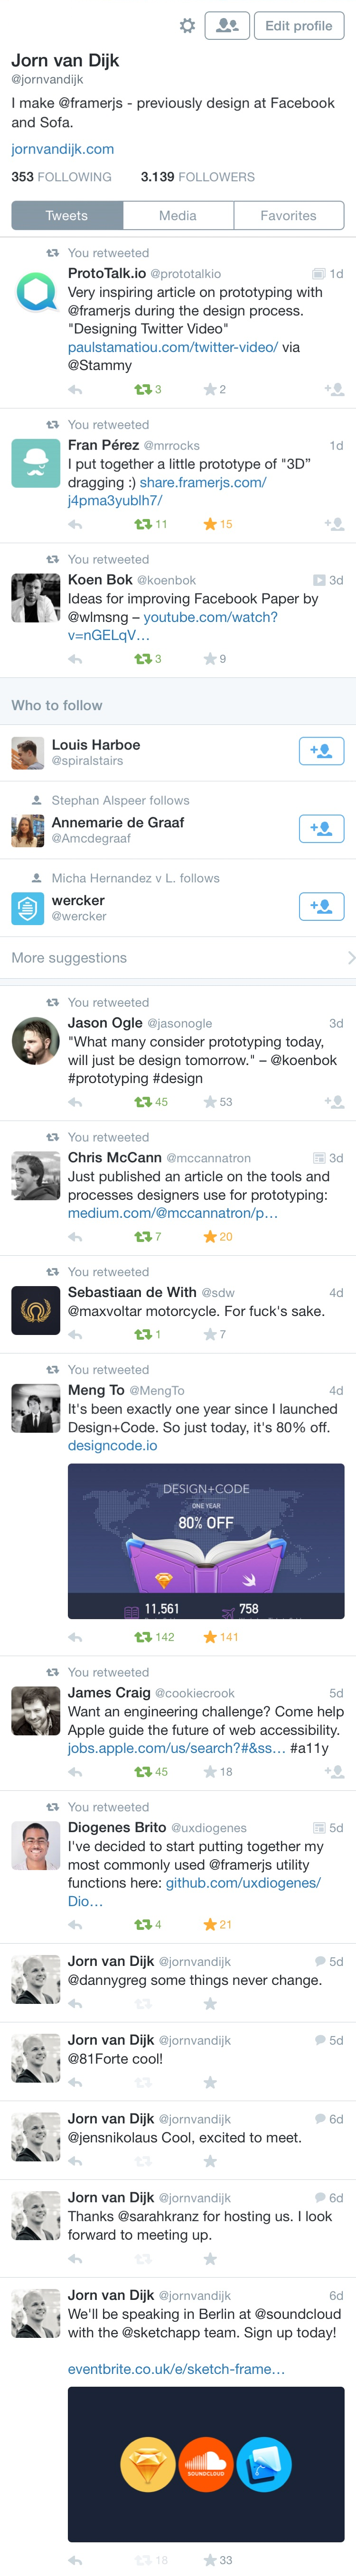 Edit profile
Jorn van Dijk
@jornvandijk
I make @framerjs - previously design at Facebook
and Sofa.
jornvandijk.com
353 FOLLOWING 3.139 FOLLOWERS
Tweets Media Favorites
You retweeted
ProtoTalk.io @prototalkio 1d
Very inspiring article on prototyping with
@framerjs during the design process.
"Designing Twitter Video"
paulstamatiou.com/twitter-video/ via
@Stammy
3 2
You retweeted
Fran Pérez @mrrocks 1d
I put together a little prototype of "3D”
dragging :) share.framerjs.com/
j4pma3yublh7/
11 15
You retweeted
Koen Bok @koenbok 3d
Ideas for improving Facebook Paper by
@wlmsng – youtube.com/watch?
v=nGELqV…
3 9
Who to follow
Louis Harboe
@spiralstairs
Stephan Alspeer follows
Annemarie de Graaf
@Amcdegraaf
Micha Hernandez v L. follows
wercker
@wercker
More suggestions
You retweeted
Jason Ogle @jasonogle 3d
"What many consider prototyping today,
will just be design tomorrow." – @koenbok
#prototyping #design
45 53
You retweeted
Chris McCann @mccannatron 3d
Just published an article on the tools and
processes designers use for prototyping:
medium.com/@mccannatron/p…
7 20
You retweeted
Sebastiaan de With @sdw 4d
@maxvoltar motorcycle. For fuck's sake.
1 7
You retweeted
Meng To @MengTo 4d
It's been exactly one year since I launched
Design+Code. So just today, it's 80% off.
designcode.io
DESIGN+CODE
ONE YEAR
80% OFF
11.561 758
142 141
You retweeted
James Craig @cookiecrook 5d
Want an engineering challenge? Come help
Apple guide the future of web accessibility.
jobs.apple.com/us/search?#&ss… #a11y
45 18
You retweeted
Diogenes Brito @uxdiogenes 5d
I've decided to start putting together my
most commonly used @framerjs utility
functions here: github.com/uxdiogenes/
Dio…
4 21
Jorn van Dijk @jornvandijk 5d
@dannygreg some things never change.
Jorn van Dijk @jornvandijk 5d
@81Forte cool!
Jorn van Dijk @jornvandijk 6d
@jensnikolaus Cool, excited to meet.
Jorn van Dijk @jornvandijk 6d
Thanks @sarahkranz for hosting us. I look
forward to meeting up.
Jorn van Dijk @jornvandijk 6d
We'll be speaking in Berlin at @soundcloud
with the @sketchapp team. Sign up today!
eventbrite.co.uk/e/sketch-frame…
SOUNDCLOUD
18 33